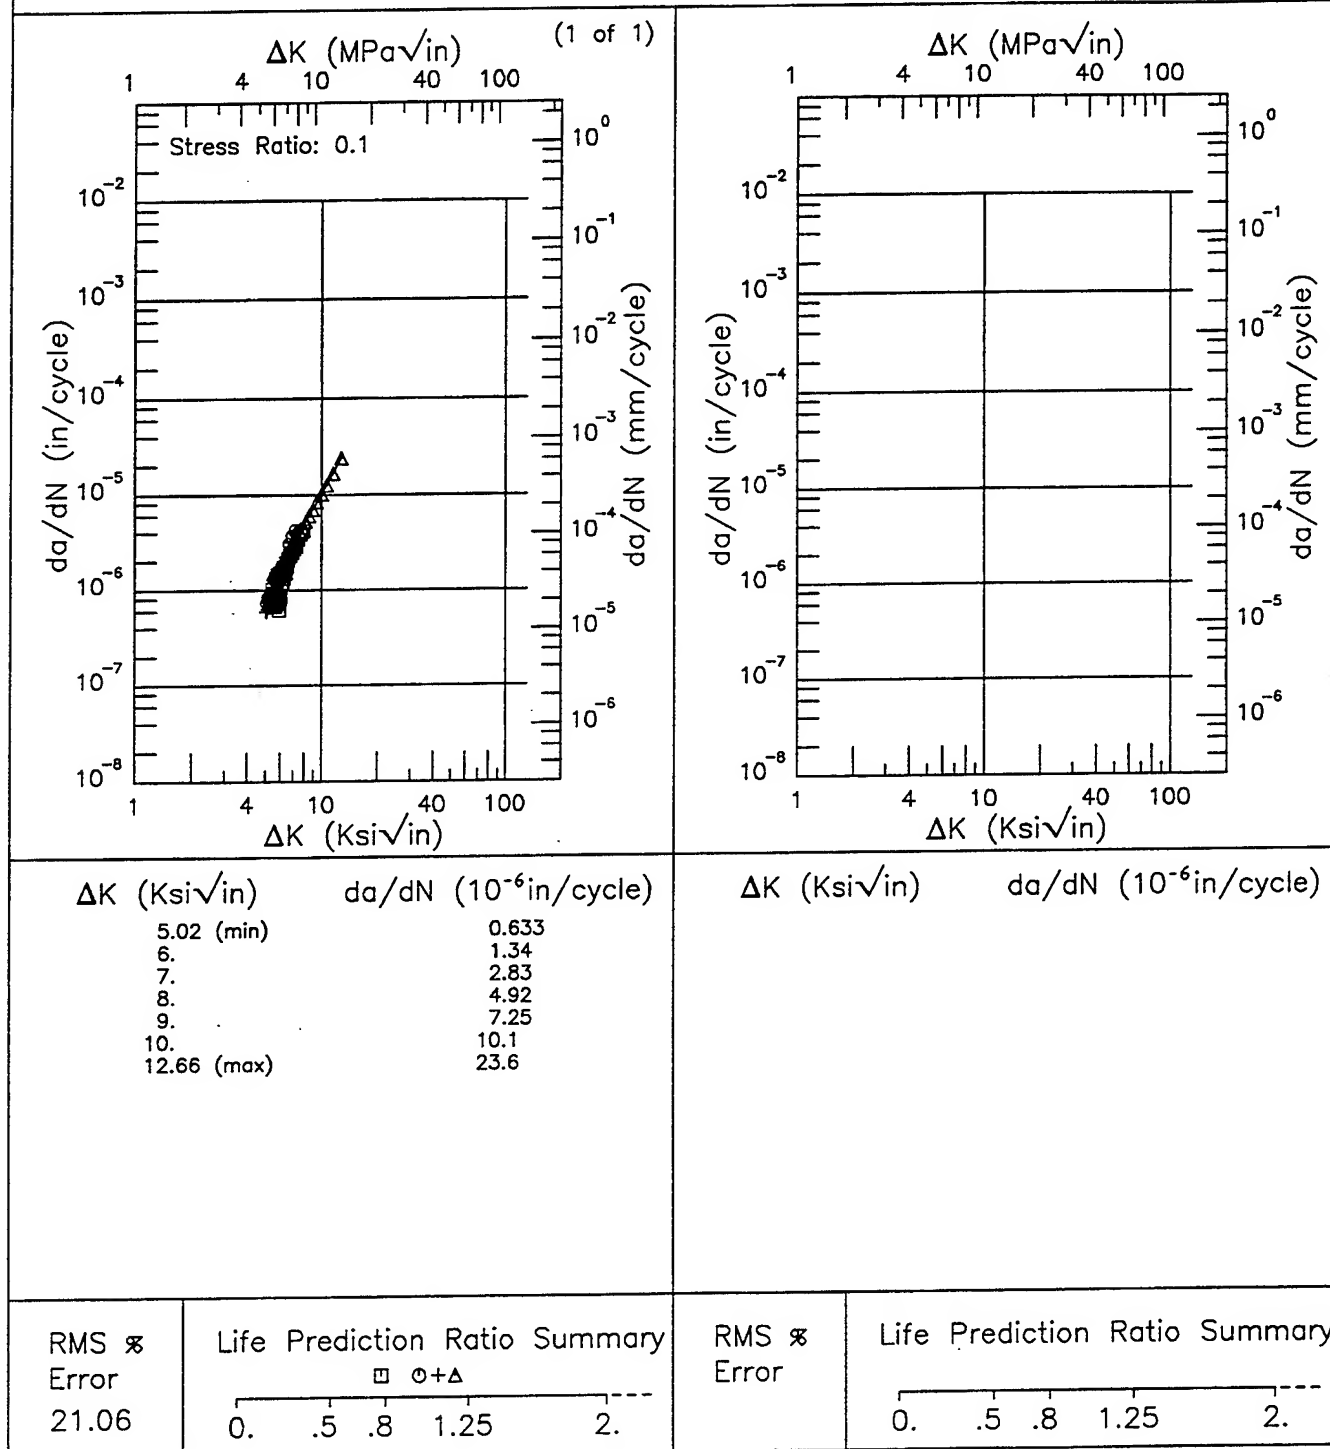 (1 of 1)
ΔK (MPa√in)
1 4 10 40 100
Stress Ratio: 0.1
da/dN (in/cycle)
10⁻²
10⁻³
10⁻⁴
10⁻⁵
10⁻⁶
10⁻⁷
10⁻⁸
10⁰
10⁻¹
10⁻²
10⁻³
10⁻⁴
10⁻⁵
10⁻⁶
da/dN (mm/cycle)
1 4 10 40 100
ΔK (Ksi√in)
ΔK (MPa√in)
1 4 10 40 100
da/dN (in/cycle)
10⁻²
10⁻³
10⁻⁴
10⁻⁵
10⁻⁶
10⁻⁷
10⁻⁸
10⁰
10⁻¹
10⁻²
10⁻³
10⁻⁴
10⁻⁵
10⁻⁶
da/dN (mm/cycle)
1 4 10 40 100
ΔK (Ksi√in)
ΔK (Ksi√in) da/dN (10⁻⁶in/cycle)
5.02 (min) 0.633
6. 1.34
7. 2.83
8. 4.92
9. 7.25
10. 10.1
12.66 (max) 23.6
ΔK (Ksi√in) da/dN (10⁻⁶in/cycle)
RMS %
Error
21.06
Life Prediction Ratio Summary
0. .5 .8 1.25 2.
RMS %
Error
Life Prediction Ratio Summary
0. .5 .8 1.25 2.